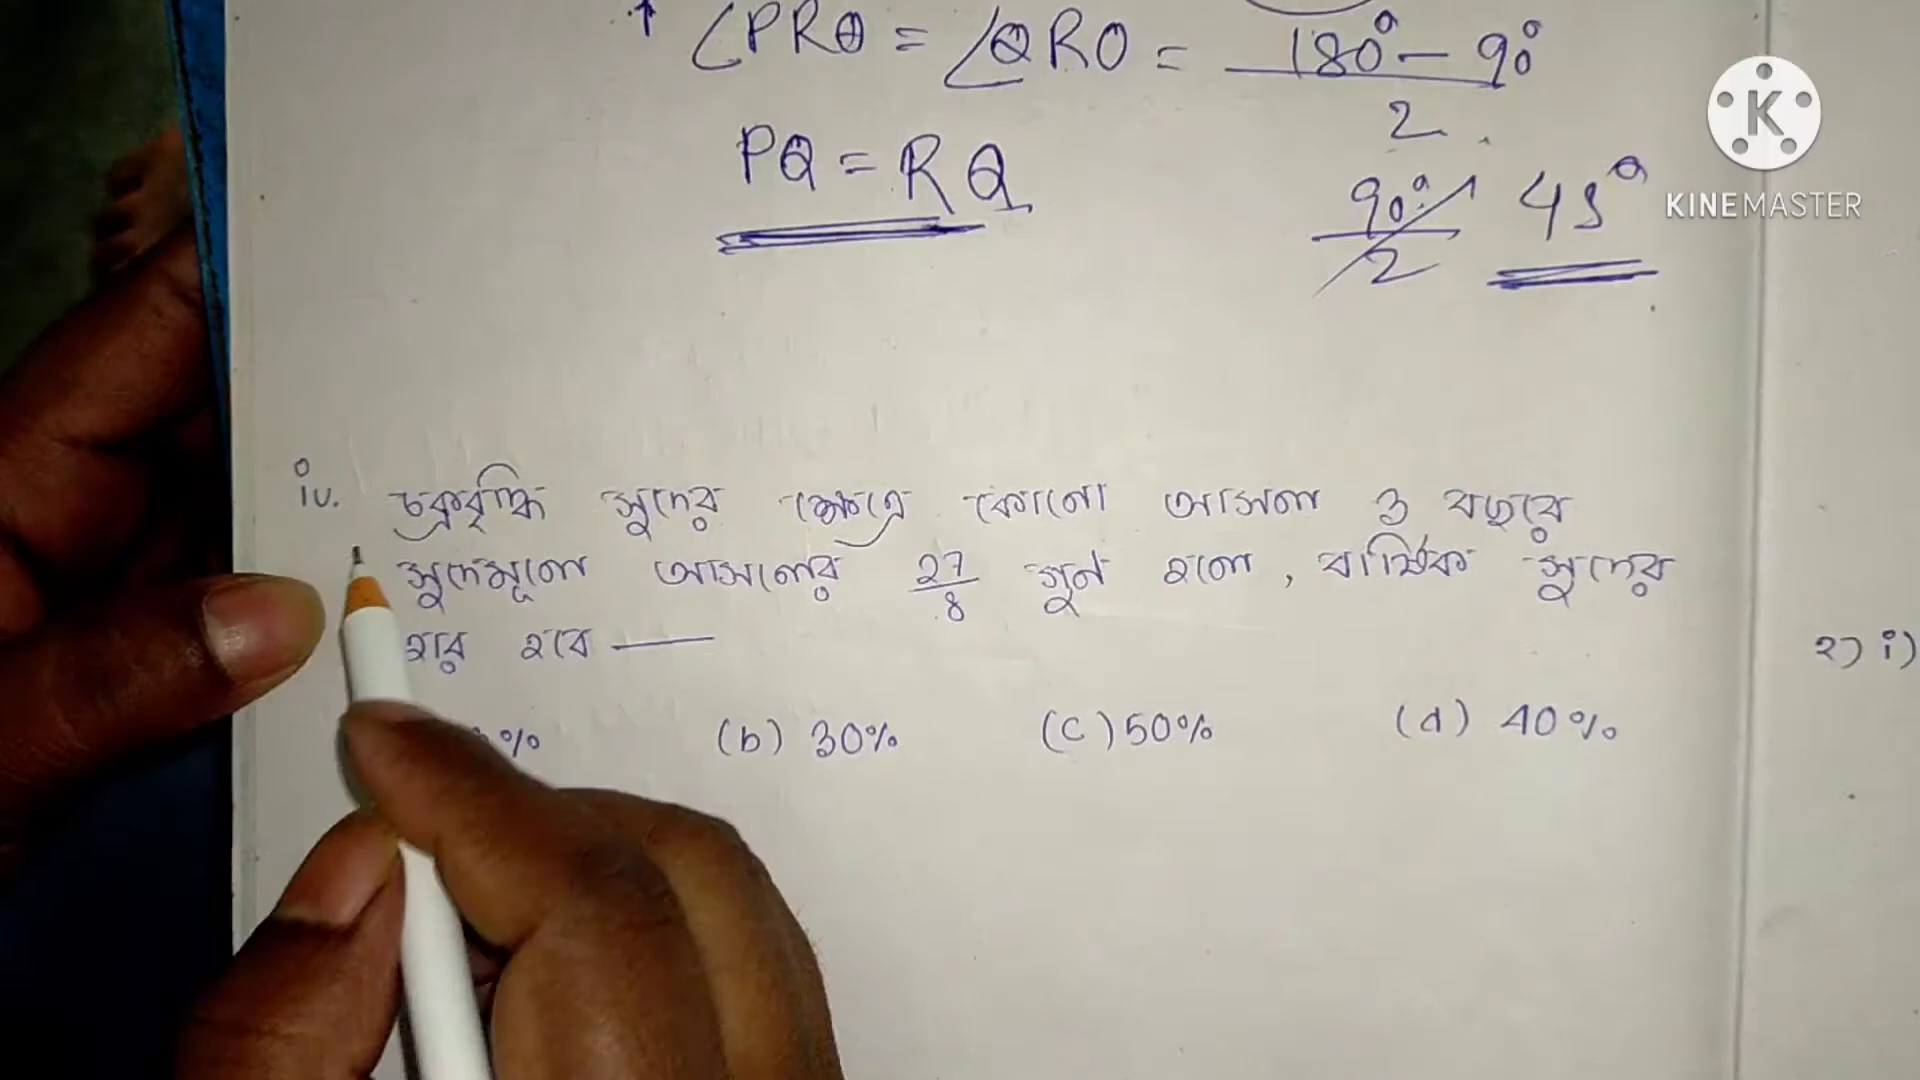 ∠PRQ = ∠QRO = 180° - 90° / 2
PQ = RQ
90° / 2
45°
K
KINEMASTER
iv. চক্রবৃদ্ধি সুদের ক্ষেত্রে কোনো আসল 3 বছরে
সুদেমূলে আসলের 27/8 গুন হলে, বার্ষিক সুদের
হার হবে —
% (b) 30% (c) 50% (d) 40%
২) i)